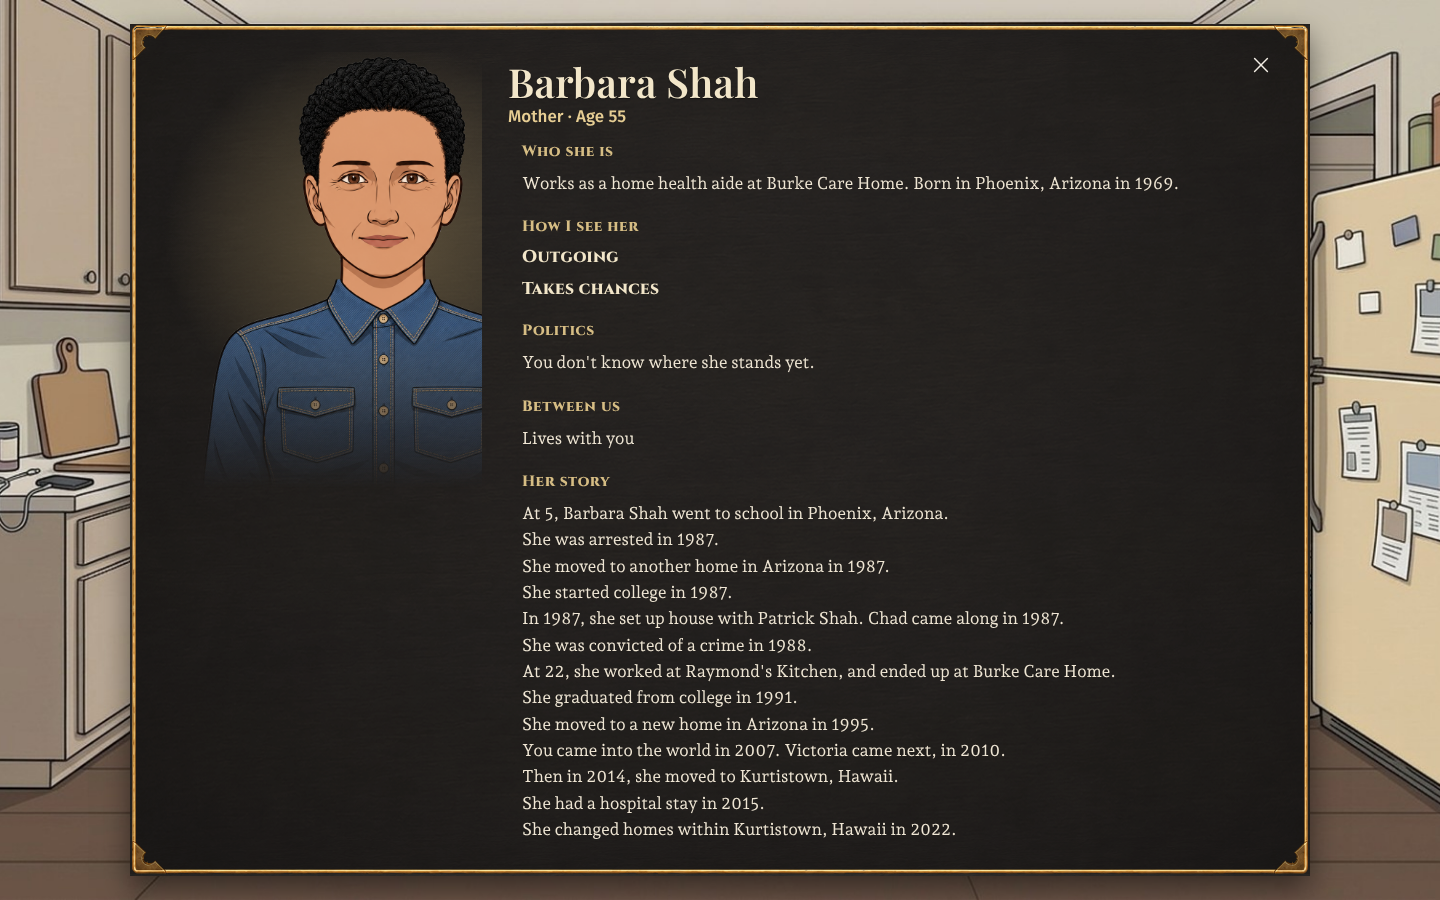 Barbara Shah
Mother · Age 55
Who she is
Works as a home health aide at Burke Care Home. Born in Phoenix, Arizona in 1969.
How I see her
Outgoing
Takes chances
Politics
You don't know where she stands yet.
Between us
Lives with you
Her story
At 5, Barbara Shah went to school in Phoenix, Arizona.
She was arrested in 1987.
She moved to another home in Arizona in 1987.
She started college in 1987.
In 1987, she set up house with Patrick Shah. Chad came along in 1987.
She was convicted of a crime in 1988.
At 22, she worked at Raymond's Kitchen, and ended up at Burke Care Home.
She graduated from college in 1991.
She moved to a new home in Arizona in 1995.
You came into the world in 2007. Victoria came next, in 2010.
Then in 2014, she moved to Kurtistown, Hawaii.
She had a hospital stay in 2015.
She changed homes within Kurtistown, Hawaii in 2022.